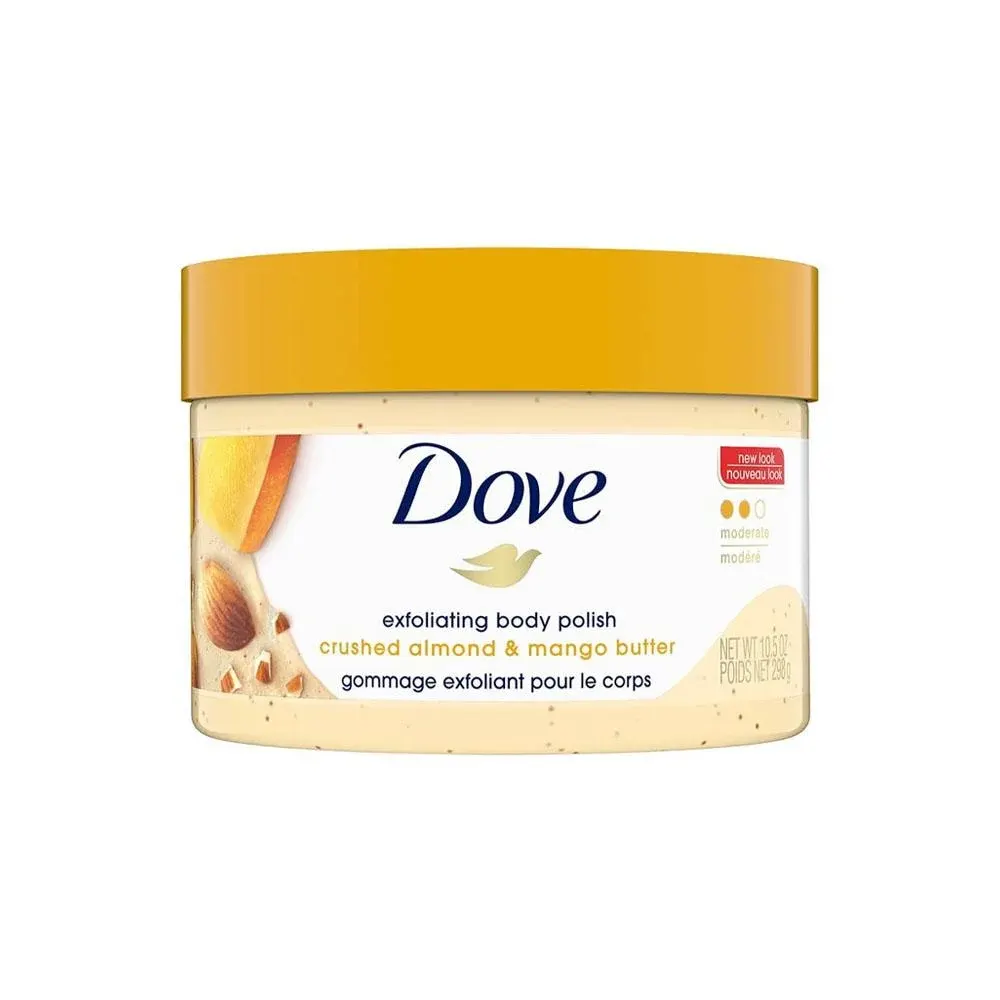 Dove
exfoliating body polish
crushed almond & mango butter
gommage exfoliant pour le corps
new look
nouveau look
moderate
modéré
NET WT 10.5 OZ
POIDS NET 298g